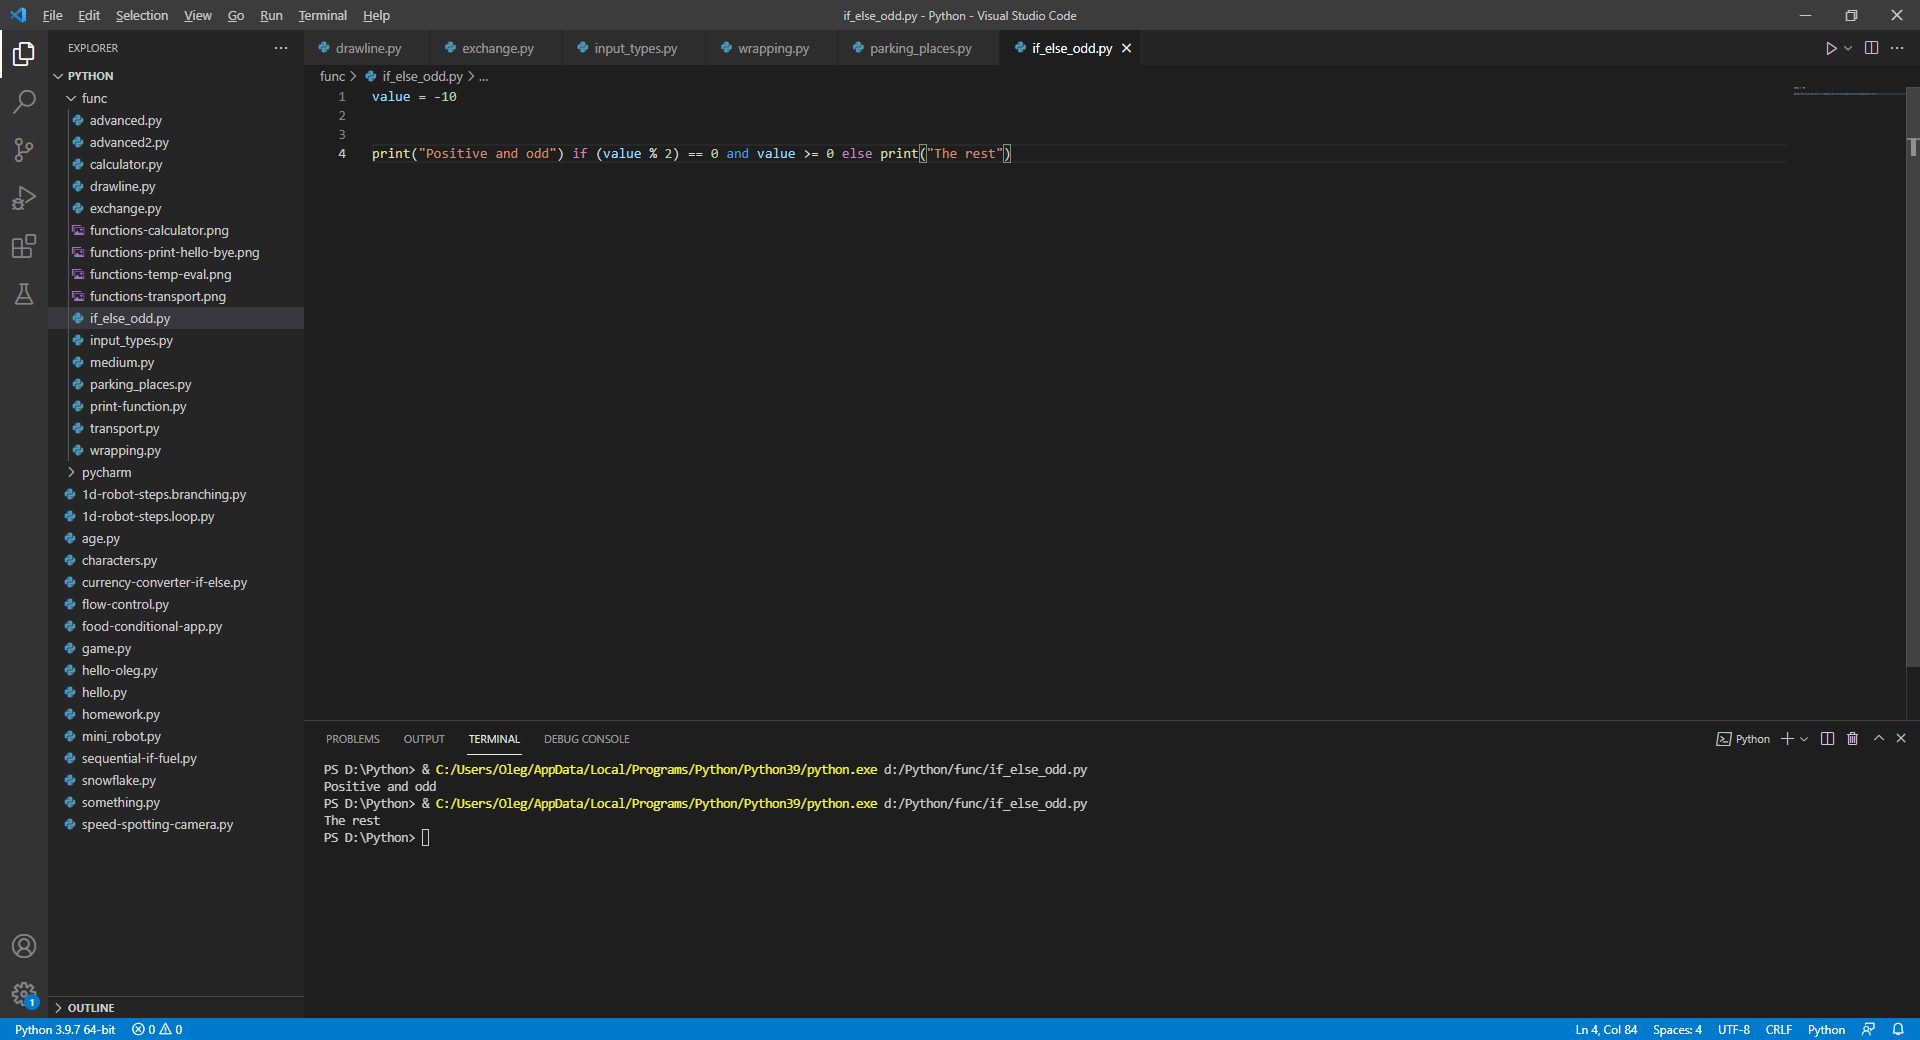 File Edit Selection View Go Run Terminal Help
if_else_odd.py - Python - Visual Studio Code
EXPLORER
PYTHON
func
advanced.py
advanced2.py
calculator.py
drawline.py
exchange.py
functions-calculator.png
functions-print-hello-bye.png
functions-temp-eval.png
functions-transport.png
if_else_odd.py
input_types.py
medium.py
parking_places.py
print-function.py
transport.py
wrapping.py
pycharm
1d-robot-steps.branching.py
1d-robot-steps.loop.py
age.py
characters.py
currency-converter-if-else.py
flow-control.py
food-conditional-app.py
game.py
hello-oleg.py
hello.py
homework.py
mini_robot.py
sequential-if-fuel.py
snowflake.py
something.py
speed-spotting-camera.py
OUTLINE
drawline.py exchange.py input_types.py wrapping.py parking_places.py if_else_odd.py
func > if_else_odd.py > ...
1 value = -10
2
3
4 print("Positive and odd") if (value % 2) == 0 and value >= 0 else print("The rest")
PROBLEMS OUTPUT TERMINAL DEBUG CONSOLE
Python
PS D:\Python> & C:/Users/Oleg/AppData/Local/Programs/Python/Python39/python.exe d:/Python/func/if_else_odd.py
Positive and odd
PS D:\Python> & C:/Users/Oleg/AppData/Local/Programs/Python/Python39/python.exe d:/Python/func/if_else_odd.py
The rest
PS D:\Python>
1
Python 3.9.7 64-bit 0 0
Ln 4, Col 84 Spaces: 4 UTF-8 CRLF Python